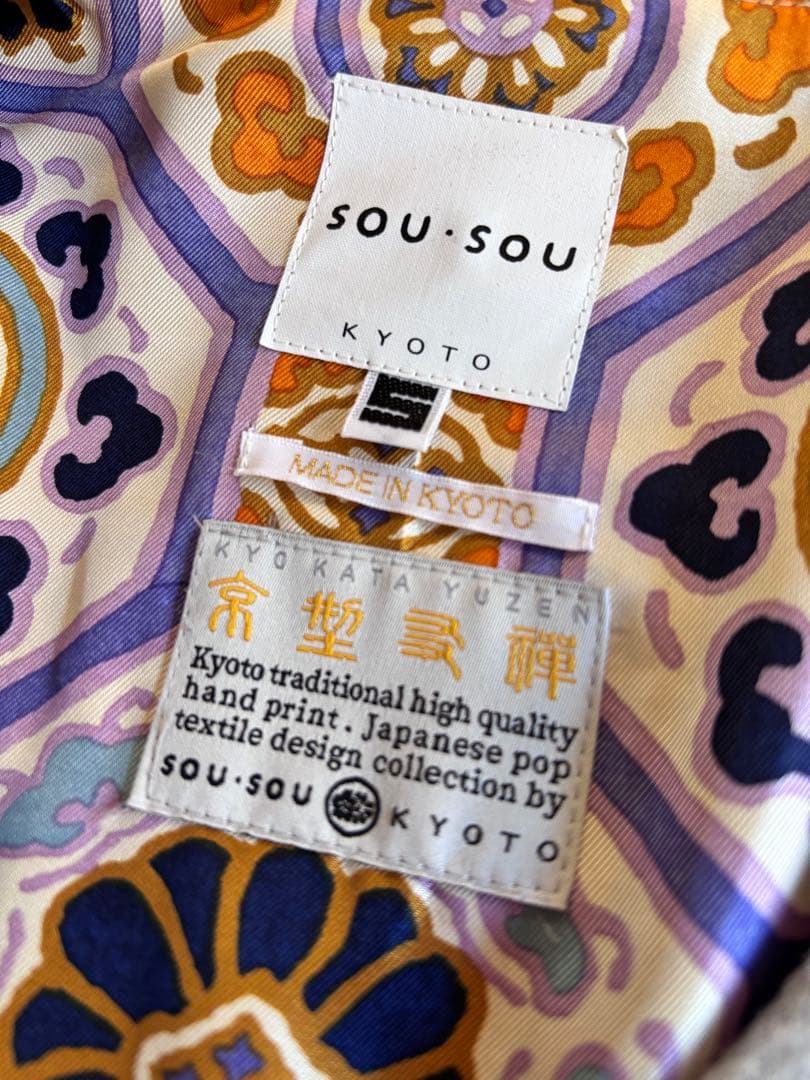 SOU・SOU
KYOTO
S
MADE IN KYOTO
KYO KATA YUZEN
京型友禅
Kyoto traditional high quality
hand print. Japanese pop
textile design collection by
SOU・SOU KYOTO